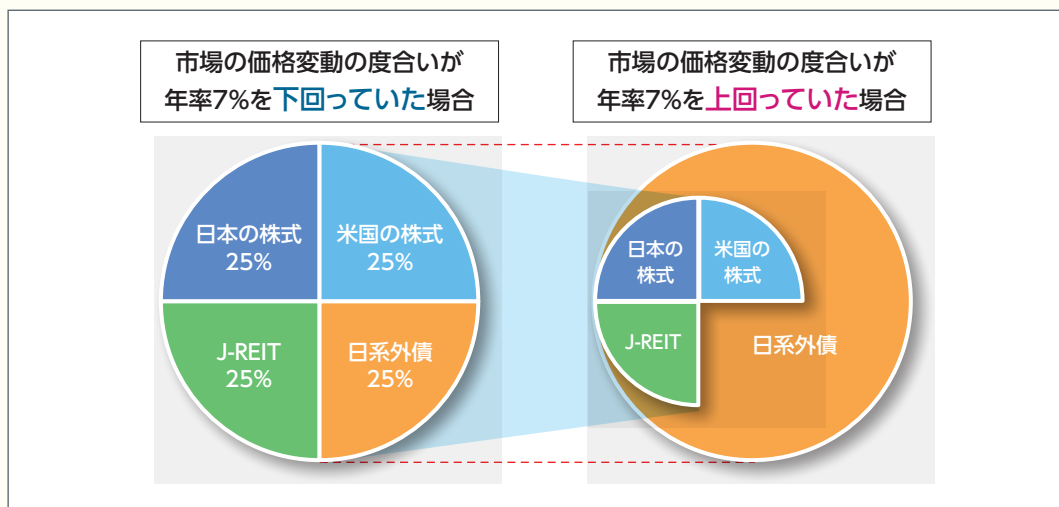 市場の価格変動の度合いが
年率7%を下回っていた場合
市場の価格変動の度合いが
年率7%を上回っていた場合
日本の株式
25%
米国の株式
25%
J-REIT
25%
日系外債
25%
日本の
株式
米国の
株式
J-REIT
日系外債